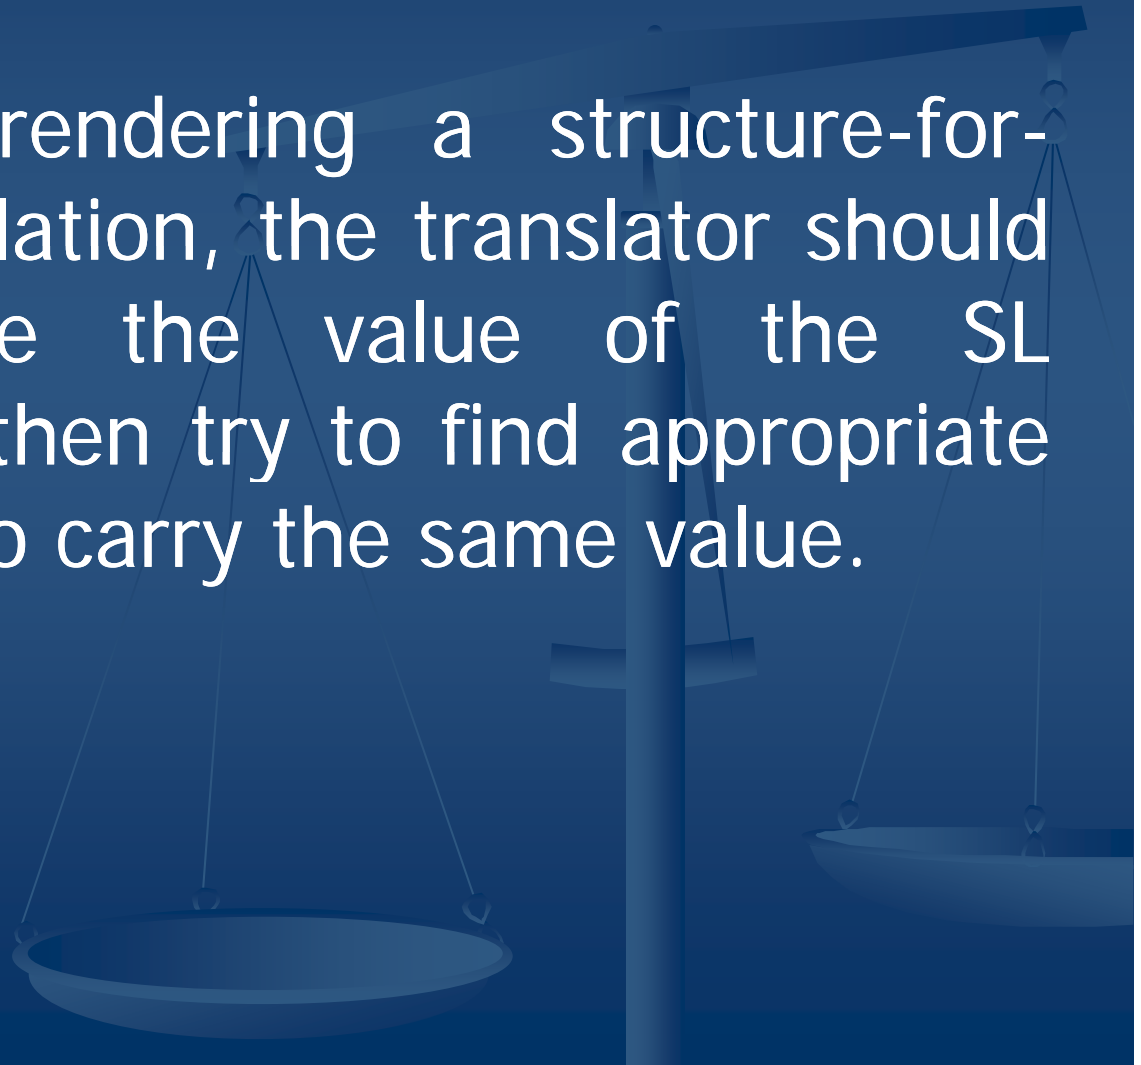 rendering a structure-for-
lation, the translator should
e the value of the SL
then try to find appropriate
o carry the same value.